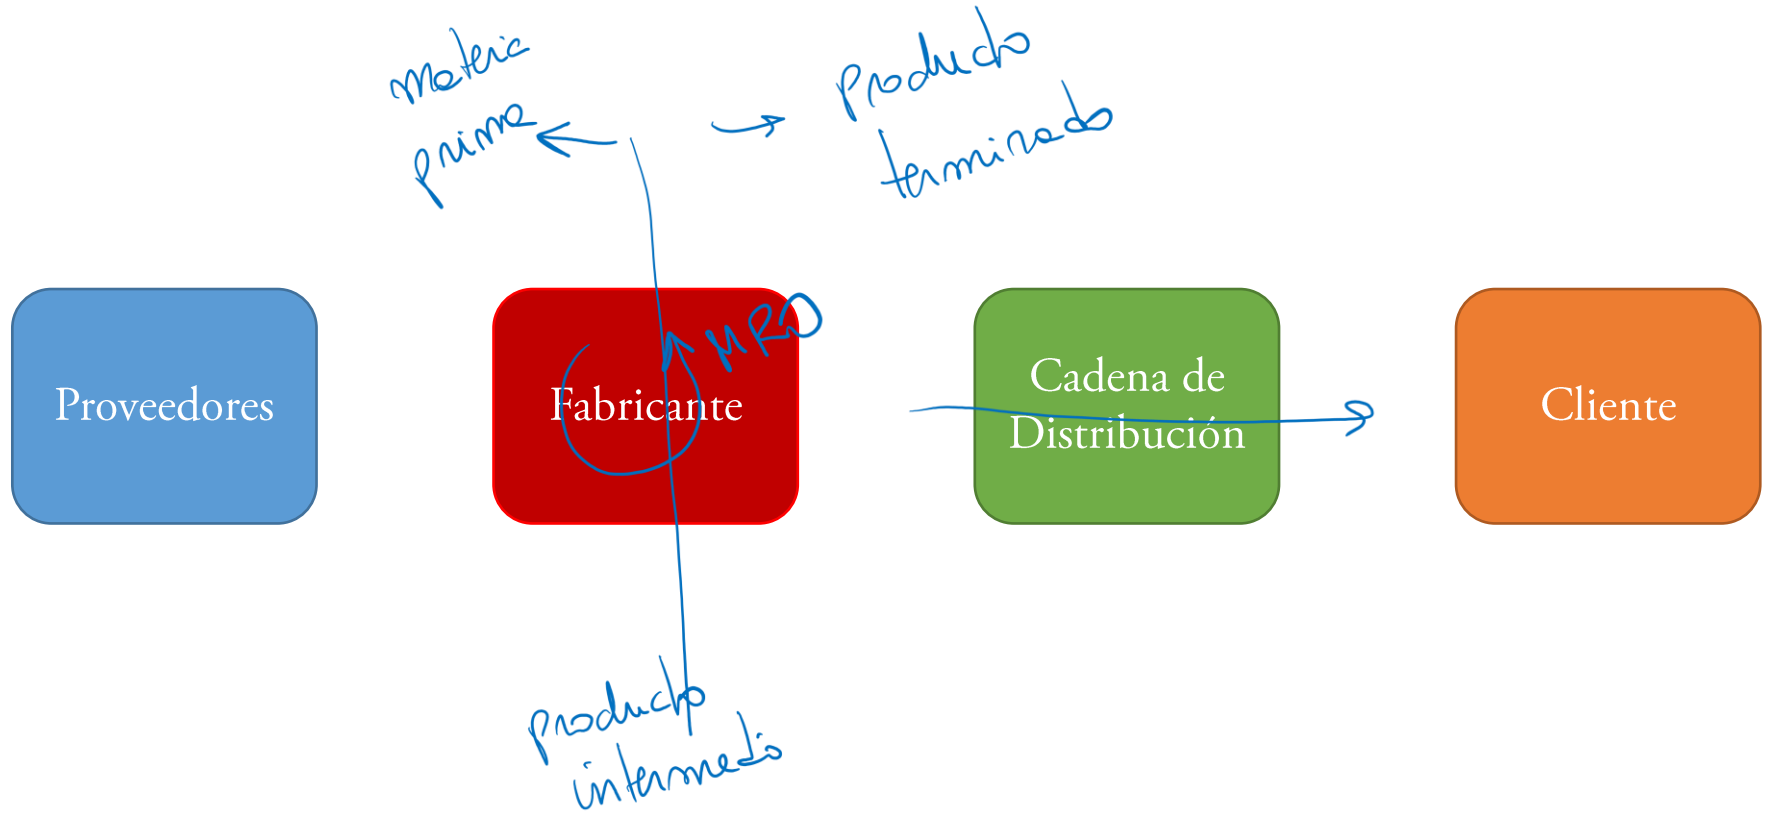 materia
prima
producto
terminado
Proveedores
Fabricante
MRO
Cadena de
Distribución
Cliente
producto
intermedio